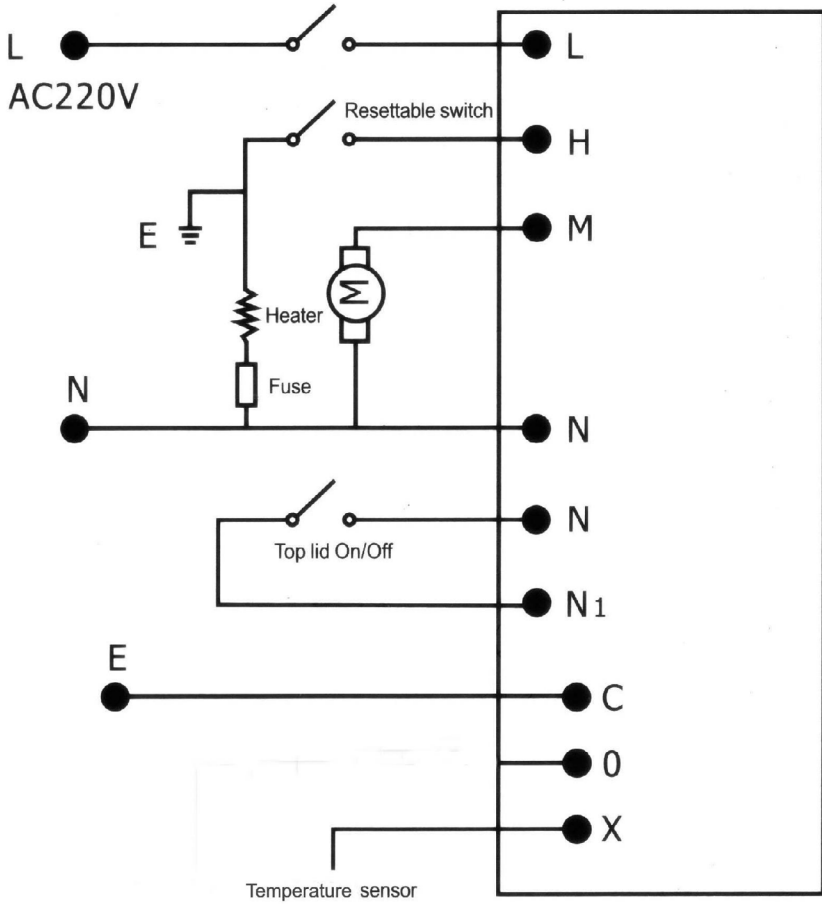 L
L
AC220V
Resettable switch
H
E
M
M
Heater
Fuse
N
N
N
Top lid On/Off
N1
E
C
0
X
Temperature sensor